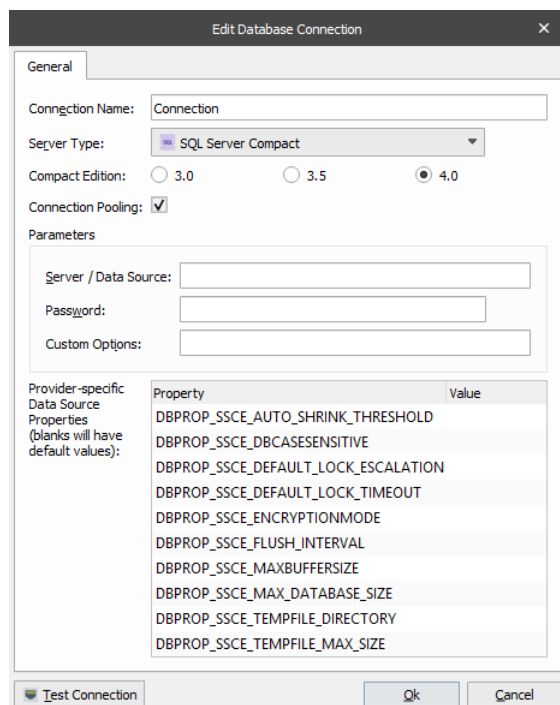 Edit Database Connection
General
Connection Name: Connection
Server Type: SQL SQL Server Compact
Compact Edition: 3.0 3.5 4.0
Connection Pooling:
Parameters
Server / Data Source:
Password:
Custom Options:
Provider-specific
Data Source
Properties
(blanks will have
default values):
Property Value
DBPROP_SSCE_AUTO_SHRINK_THRESHOLD
DBPROP_SSCE_DBCASESENSITIVE
DBPROP_SSCE_DEFAULT_LOCK_ESCALATION
DBPROP_SSCE_DEFAULT_LOCK_TIMEOUT
DBPROP_SSCE_ENCRYPTIONMODE
DBPROP_SSCE_FLUSH_INTERVAL
DBPROP_SSCE_MAXBUFFERSIZE
DBPROP_SSCE_MAX_DATABASE_SIZE
DBPROP_SSCE_TEMPFILE_DIRECTORY
DBPROP_SSCE_TEMPFILE_MAX_SIZE
Test Connection Ok Cancel